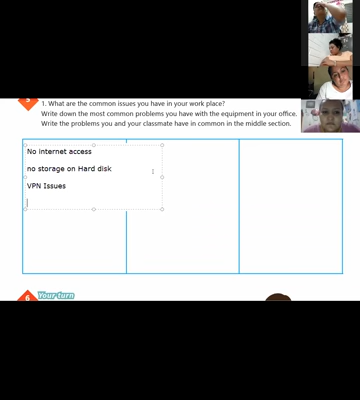 5
1. What are the common issues you have in your work place?
Write down the most common problems you have with the equipment in your office,
Write the problems you and your classmate have in common in the middle section.
No internet access
no storage on Hard disk
VPN Issues
6
Your turn